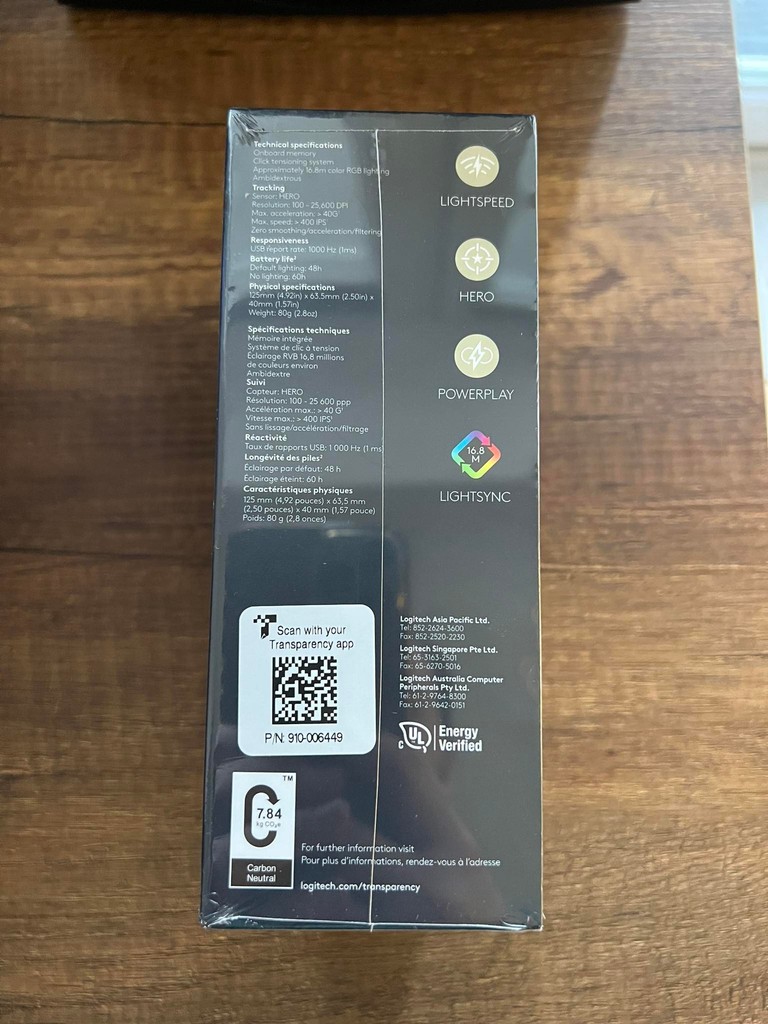 Technical specifications
Onboard memory
Click tensioning system
Approximately 16.8m color RGB lighting
Ambidextrous
Tracking
Sensor: HERO
Resolution: 100 - 25,600 DPI
Max. acceleration: > 40G¹
Max. speed: > 400 IPS¹
Zero smoothing/acceleration/filtering
Responsiveness
USB report rate: 1000 Hz (1ms)
Battery life²
Default lighting: 48h
No lighting: 60h
Physical specifications
125mm (4.92in) x 63.5mm (2.50in) x
40mm (1.57in)
Weight: 80g (2.8oz)
Spécifications techniques
Mémoire intégrée
Système de clic à tension
Éclairage RVB 16,8 millions
de couleurs environ
Ambidextre
Suivi
Capteur: HERO
Résolution: 100 - 25 600 ppp
Accélération max.: > 40 G¹
Vitesse max.: > 400 IPS¹
Sans lissage/accélération/filtrage
Réactivité
Taux de rapports USB: 1 000 Hz (1 ms)
Longévité des piles²
Éclairage par défaut: 48 h
Éclairage éteint: 60 h
Caractéristiques physiques
125 mm (4,92 pouces) x 63,5 mm
(2,50 pouces) x 40 mm (1,57 pouce)
Poids: 80 g (2,8 onces)
LIGHTSPEED
HERO
POWERPLAY
16.8
M
LIGHTSYNC
Scan with your
Transparency app
P/N: 910-006449
Logitech Asia Pacific Ltd.
Tel: 852-2624-3600
Fax: 852-2520-2230
Logitech Singapore Pte Ltd.
Tel: 65-3163-2501
Fax: 65-6270-5016
Logitech Australia Computer
Peripherals Pty Ltd.
Tel: 61-2-9764-8300
Fax: 61-2-9642-0151
C UL Energy
Verified
TM
7.84
kg CO₂e
Carbon
Neutral
For further information visit
Pour plus d'informations, rendez-vous à l'adresse
logitech.com/transparency